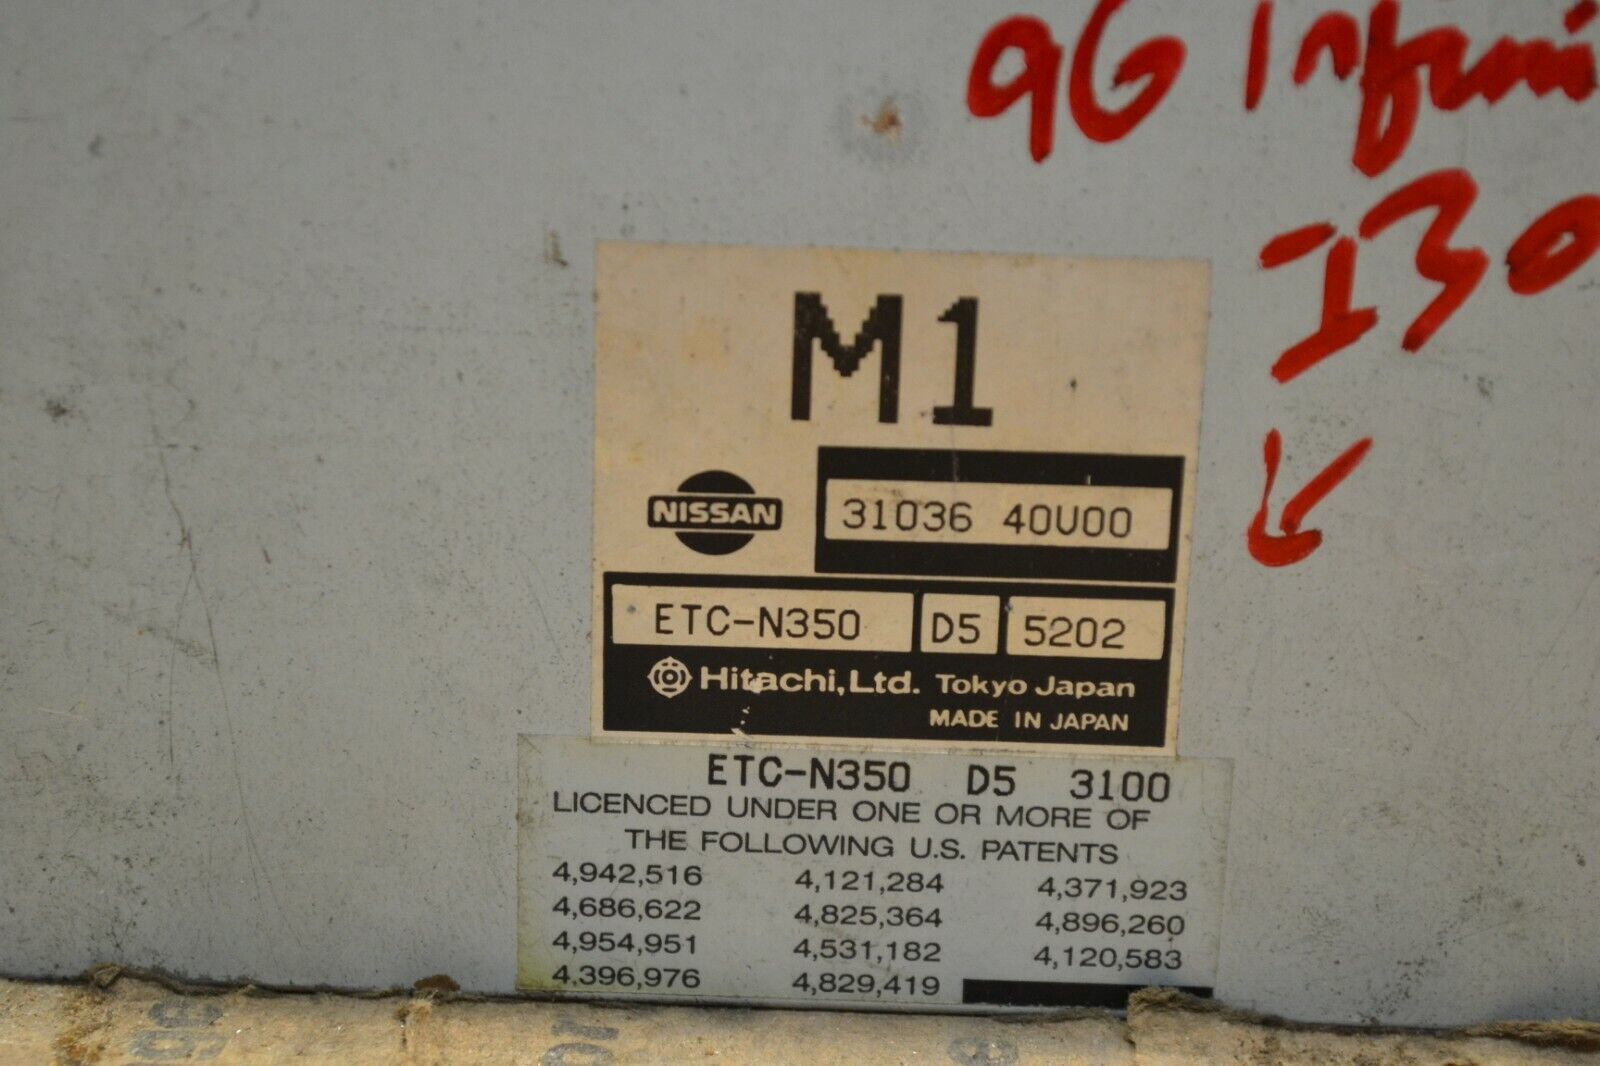 96 Infini
I30
M1
NISSAN
31036 40U00
ETC-N350 D5 5202
Hitachi, Ltd. Tokyo Japan
MADE IN JAPAN
ETC-N350 D5 3100
LICENCED UNDER ONE OR MORE OF
THE FOLLOWING U.S. PATENTS
4,942,516 4,121,284 4,371,923
4,686,622 4,825,364 4,896,260
4,954,951 4,531,182 4,120,583
4,396,976 4,829,419